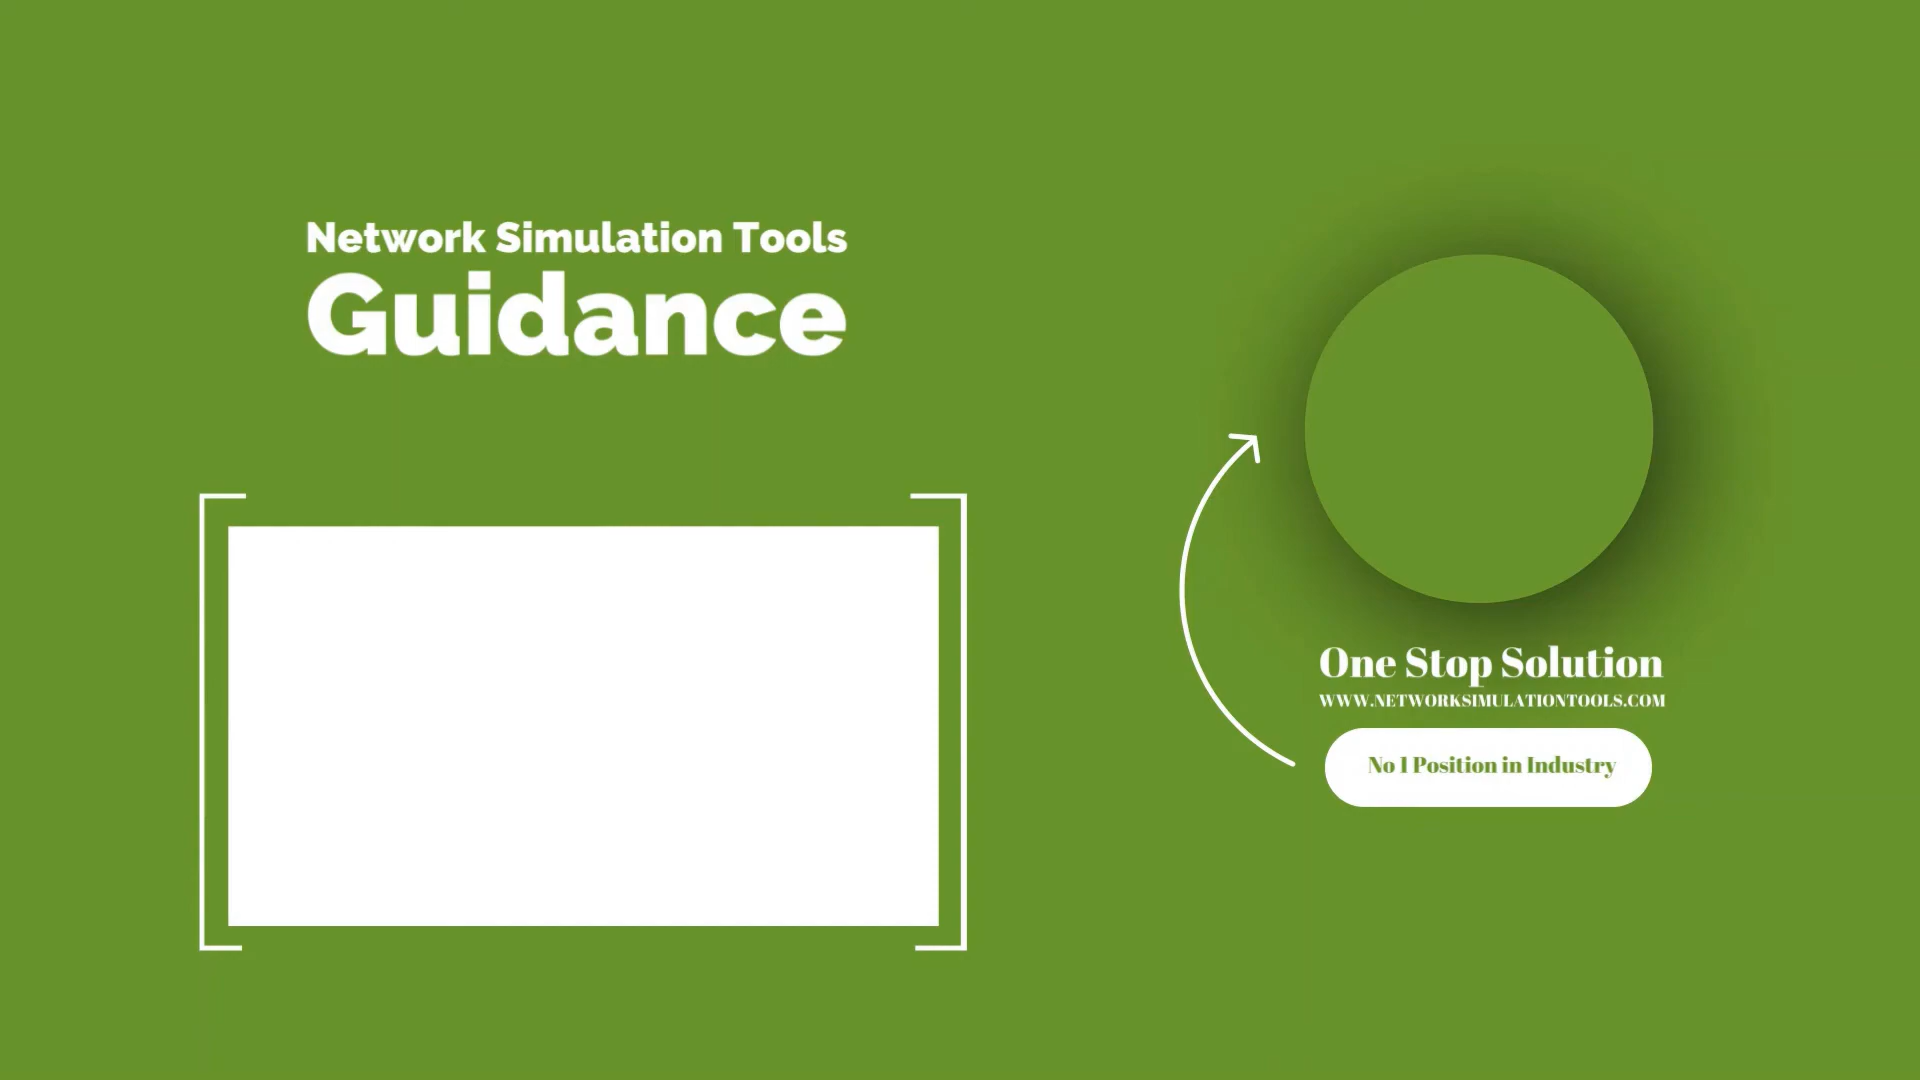 Network Simulation Tools
Guidance
One Stop Solution
WWW.NETWORKSIMULATIONTOOLS.COM
No 1 Position in Industry